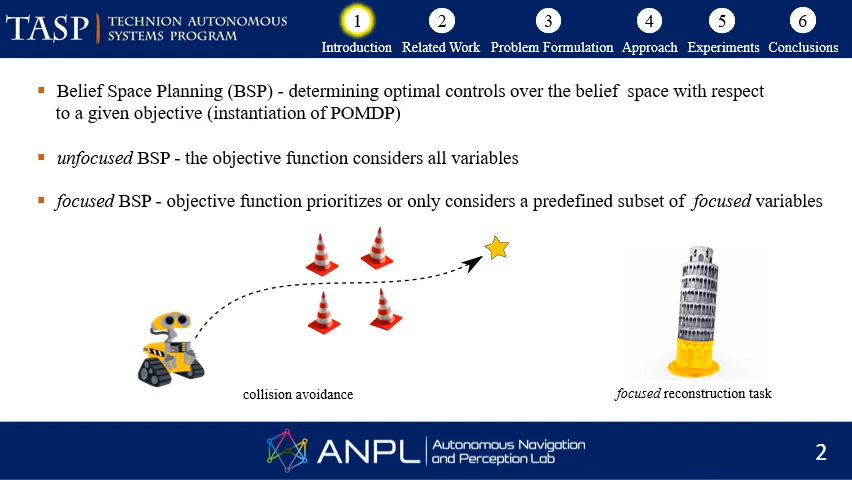 TASP TECHNION AUTONOMOUS
SYSTEMS PROGRAM
1 2 3 4 5 6
Introduction Related Work Problem Formulation Approach Experiments Conclusions
Belief Space Planning (BSP) - determining optimal controls over the belief space with respect
to a given objective (instantiation of POMDP)
unfocused BSP - the objective function considers all variables
focused BSP - objective function prioritizes or only considers a predefined subset of focused variables
collision avoidance
focused reconstruction task
ANPL Autonomous Navigation
and Perception Lab
2